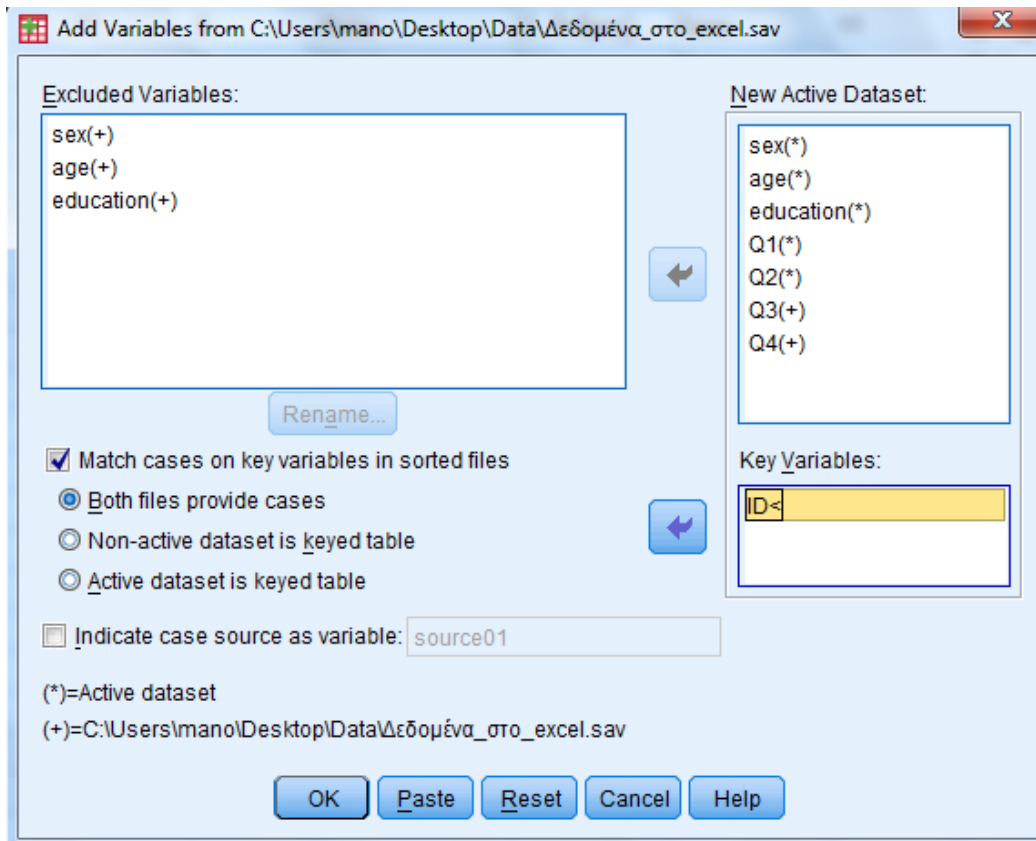 Add Variables from C:\Users\mano\Desktop\Data\Δεδομένα_στο_excel.sav
Excluded Variables:
sex(+)
age(+)
education(+)
Rename...
New Active Dataset:
sex(*)
age(*)
education(*)
Q1(*)
Q2(*)
Q3(+)
Q4(+)
Match cases on key variables in sorted files
Both files provide cases
Non-active dataset is keyed table
Active dataset is keyed table
Key Variables:
ID<
Indicate case source as variable: source01
(*)=Active dataset
(+)=C:\Users\mano\Desktop\Data\Δεδομένα_στο_excel.sav
OK Paste Reset Cancel Help